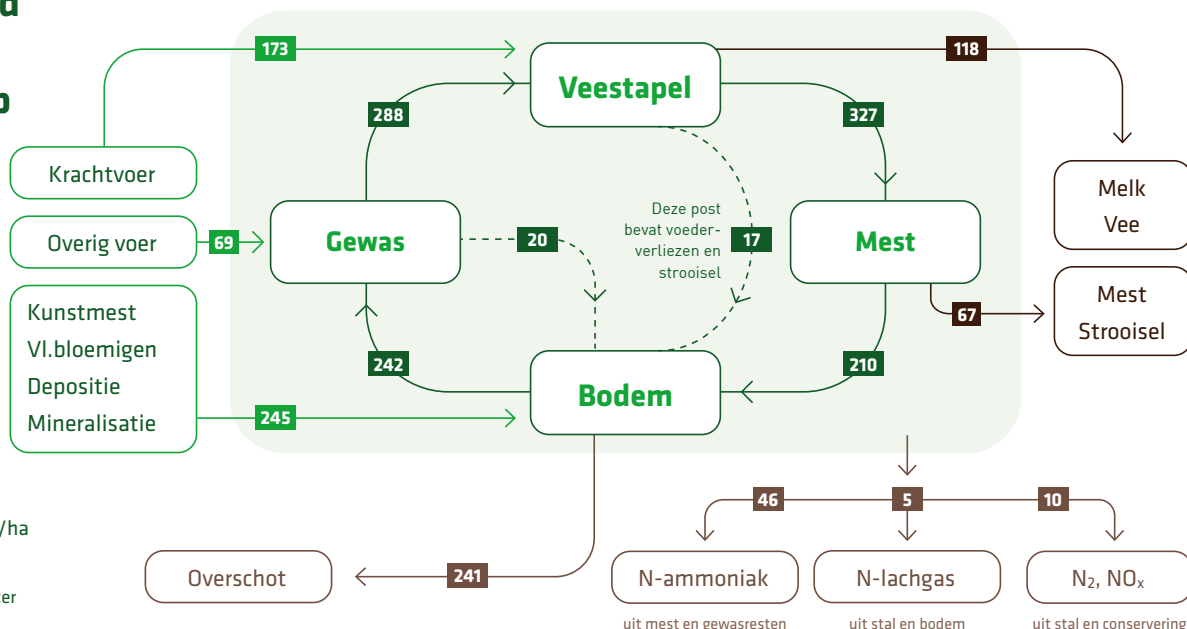 d
173
118
Veestapel
p
288
327
Krachtvoer
Melk
Vee
Deze post
bevat voeder-
verliezen en
strooisel
Overig voer
69
Gewas
20
17
Mest
Kunstmest
Vl.bloemigen
Depositie
Mineralisatie
Mest
Strooisel
67
242
210
Bodem
245
46
5
10
/ha
Overschot
241
N-ammoniak
N-lachgas
N₂, NOₓ
ter
uit mest en gewasresten
uit stal en bodem
uit stal en conservering